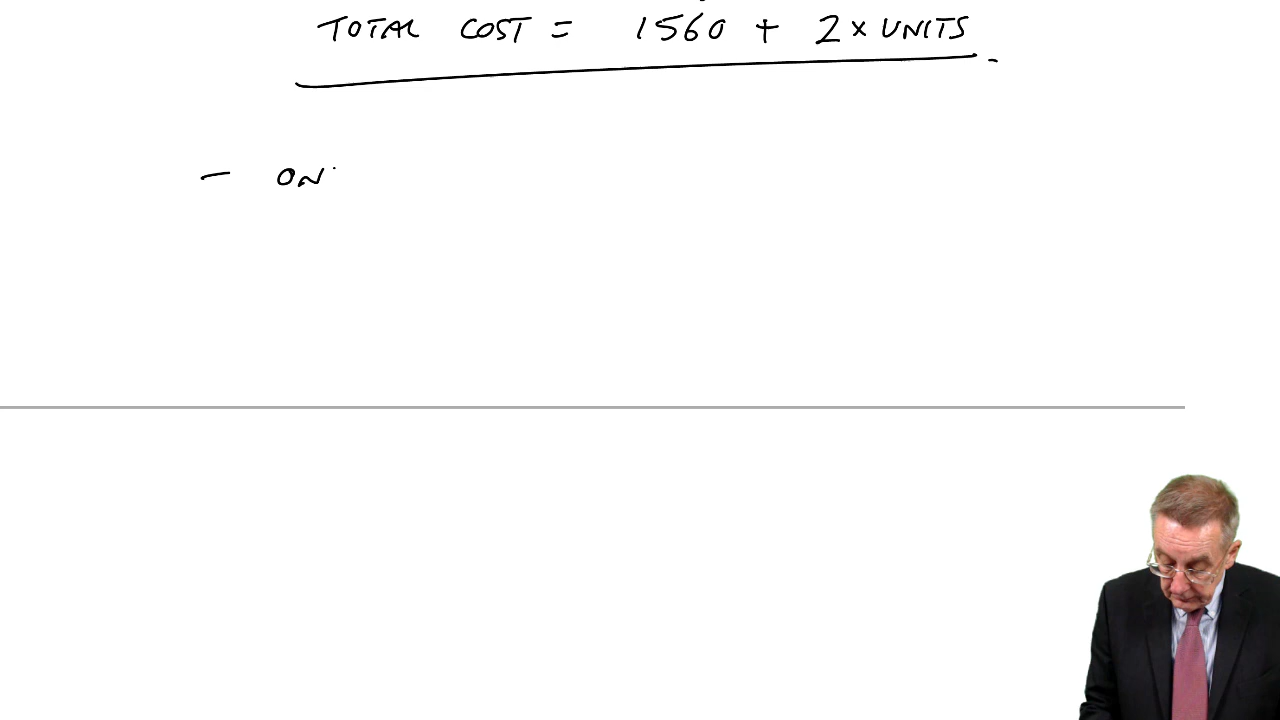 TOTAL COST = 1560 + 2 × UNITS
- ON